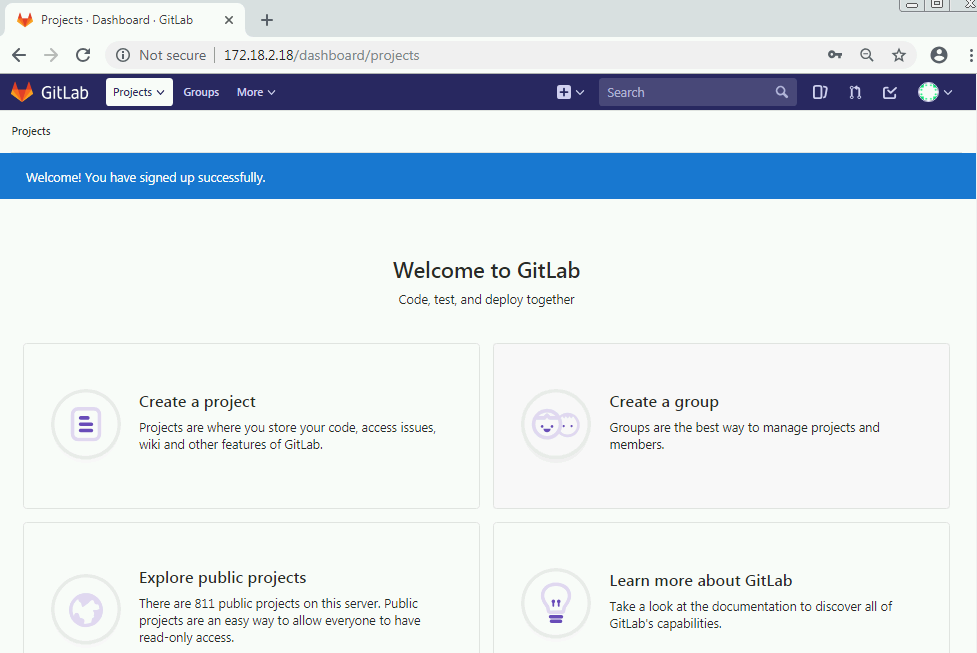 Projects · Dashboard · GitLab
Not secure
172.18.2.18/dashboard/projects
GitLab
Projects
Groups
More
Search
Projects
Welcome! You have signed up successfully.
Welcome to GitLab
Code, test, and deploy together
Create a project
Projects are where you store your code, access issues,
wiki and other features of GitLab.
Create a group
Groups are the best way to manage projects and
members.
Explore public projects
There are 811 public projects on this server. Public
projects are an easy way to allow everyone to have
read-only access.
Learn more about GitLab
Take a look at the documentation to discover all of
GitLab's capabilities.